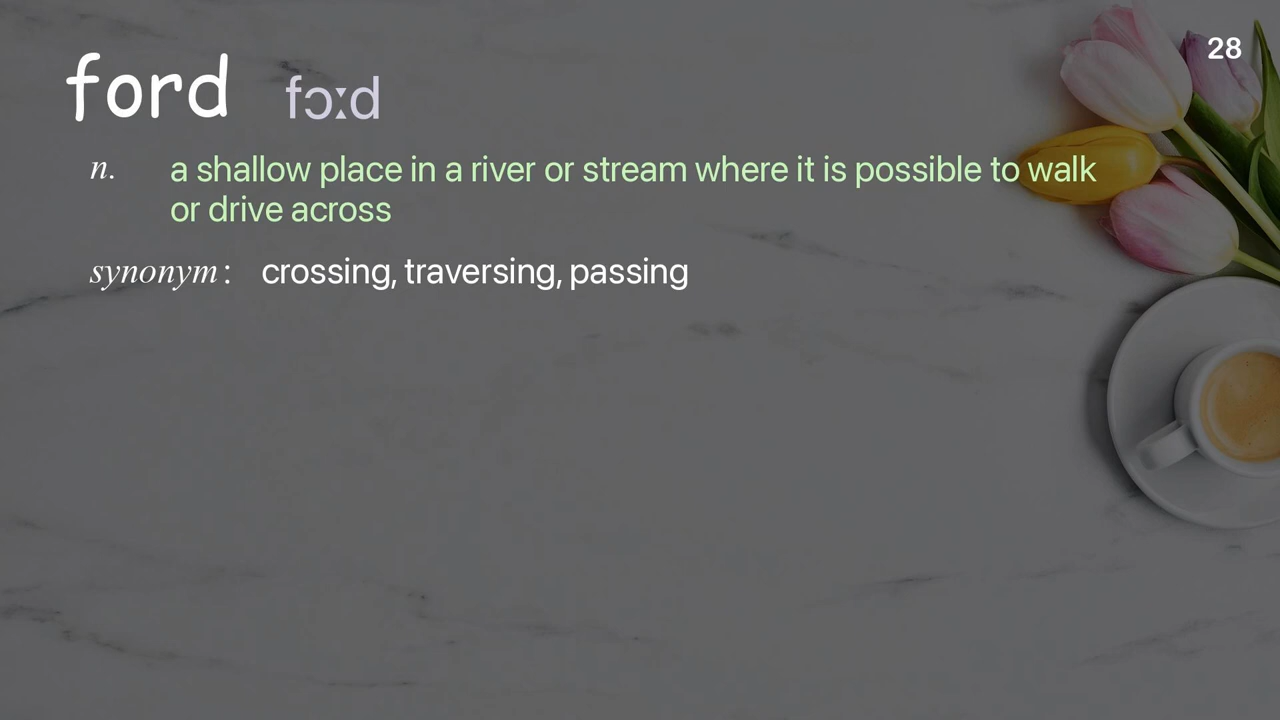 28
ford fɔːd
n. a shallow place in a river or stream where it is possible to walk
or drive across
synonym: crossing, traversing, passing